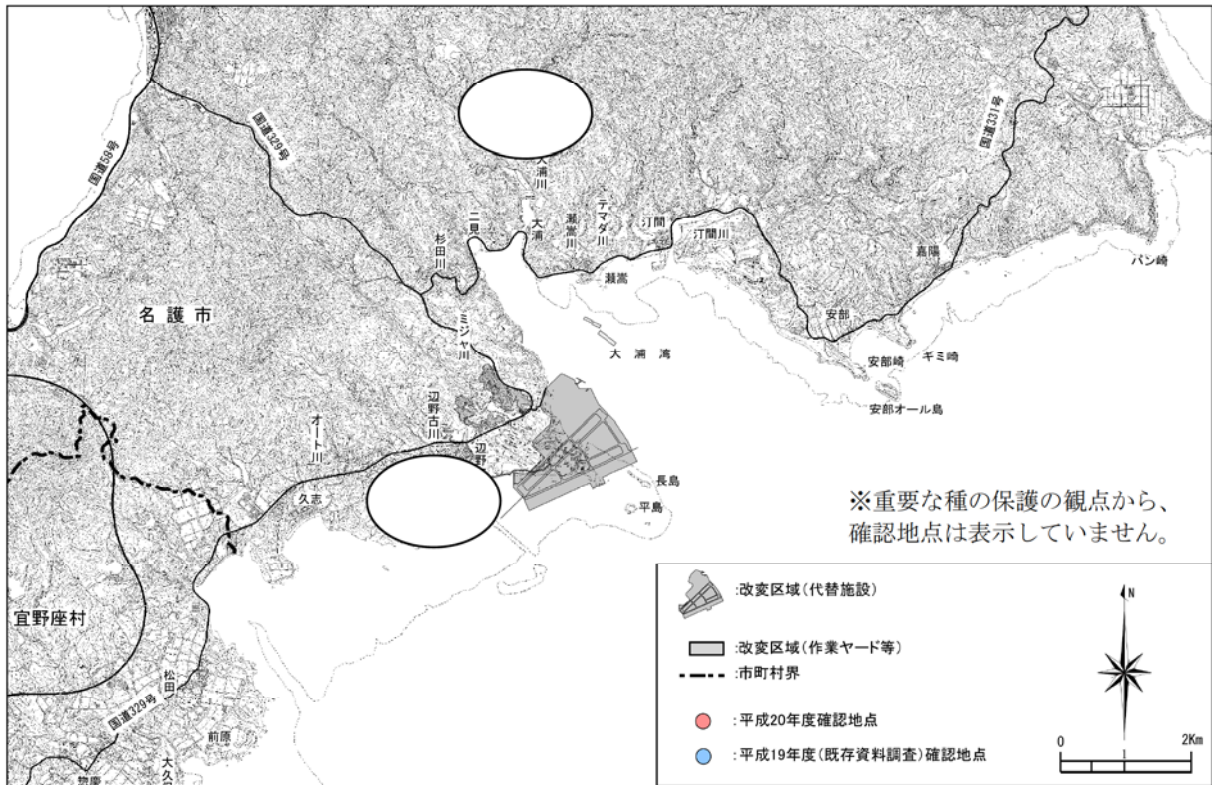 国道58号
国道329号
国道331号
大浦川
二見
大浦
瀬嵩川
テマダ川
汀間
汀間川
杉田川
瀬嵩
嘉陽
バン崎
名護市
ミジャ川
大浦湾
安部
安部崎
ギミ崎
安部オール島
辺野古川
オート川
辺野
久志
長島
平島
※重要な種の保護の観点から、
確認地点は表示していません。
宜野座村
松田
国道329号
前原
惣慶
:改変区域(代替施設)
:改変区域(作業ヤード等)
:市町村界
:平成20年度確認地点
:平成19年度(既存資料調査)確認地点
N
0 2Km